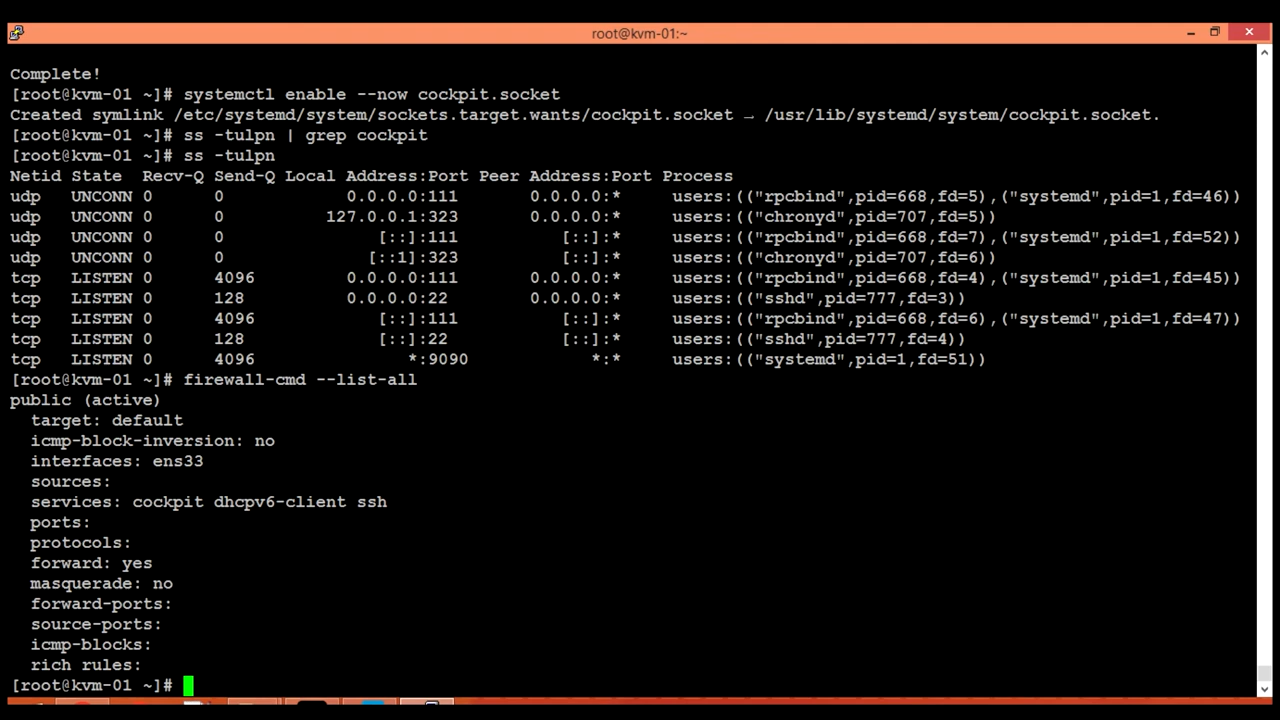 root@kvm-01:~
Complete!
[root@kvm-01 ~]# systemctl enable --now cockpit.socket
Created symlink /etc/systemd/system/sockets.target.wants/cockpit.socket → /usr/lib/systemd/system/cockpit.socket.
[root@kvm-01 ~]# ss -tulpn | grep cockpit
[root@kvm-01 ~]# ss -tulpn
Netid State  Recv-Q Send-Q Local Address:Port Peer Address:Port Process
udp   UNCONN 0      0            0.0.0.0:111       0.0.0.0:*     users:(("rpcbind",pid=668,fd=5),("systemd",pid=1,fd=46))
udp   UNCONN 0      0          127.0.0.1:323       0.0.0.0:*     users:(("chronyd",pid=707,fd=5))
udp   UNCONN 0      0               [::]:111          [::]:*     users:(("rpcbind",pid=668,fd=7),("systemd",pid=1,fd=52))
udp   UNCONN 0      0              [::1]:323          [::]:*     users:(("chronyd",pid=707,fd=6))
tcp   LISTEN 0      4096         0.0.0.0:111       0.0.0.0:*     users:(("rpcbind",pid=668,fd=4),("systemd",pid=1,fd=45))
tcp   LISTEN 0      128          0.0.0.0:22        0.0.0.0:*     users:(("sshd",pid=777,fd=3))
tcp   LISTEN 0      4096            [::]:111          [::]:*     users:(("rpcbind",pid=668,fd=6),("systemd",pid=1,fd=47))
tcp   LISTEN 0      128             [::]:22           [::]:*     users:(("sshd",pid=777,fd=4))
tcp   LISTEN 0      4096               *:9090            *:*     users:(("systemd",pid=1,fd=51))
[root@kvm-01 ~]# firewall-cmd --list-all
public (active)
  target: default
  icmp-block-inversion: no
  interfaces: ens33
  sources:
  services: cockpit dhcpv6-client ssh
  ports:
  protocols:
  forward: yes
  masquerade: no
  forward-ports:
  source-ports:
  icmp-blocks:
  rich rules:
[root@kvm-01 ~]#